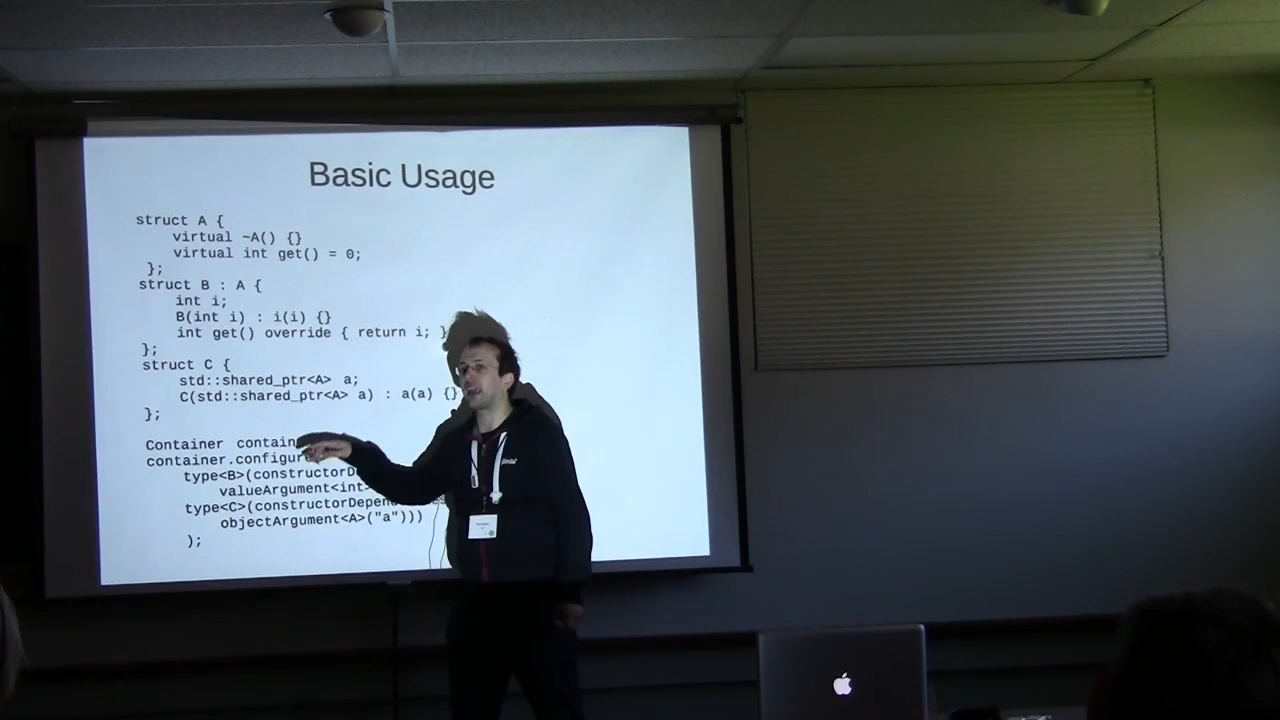 Basic Usage
struct A {
virtual ~A() {}
virtual int get() = 0;
};
struct B : A {
int i;
B(int i) : i(i) {}
int get() override { return i; }
};
struct C {
std::shared_ptr<A> a;
C(std::shared_ptr<A> a) : a(a) {}
};
Container contain
container.configure
type<B>(constructorD
valueArgument<int>
type<C>(constructorDepen
objectArgument<A>("a")))
);